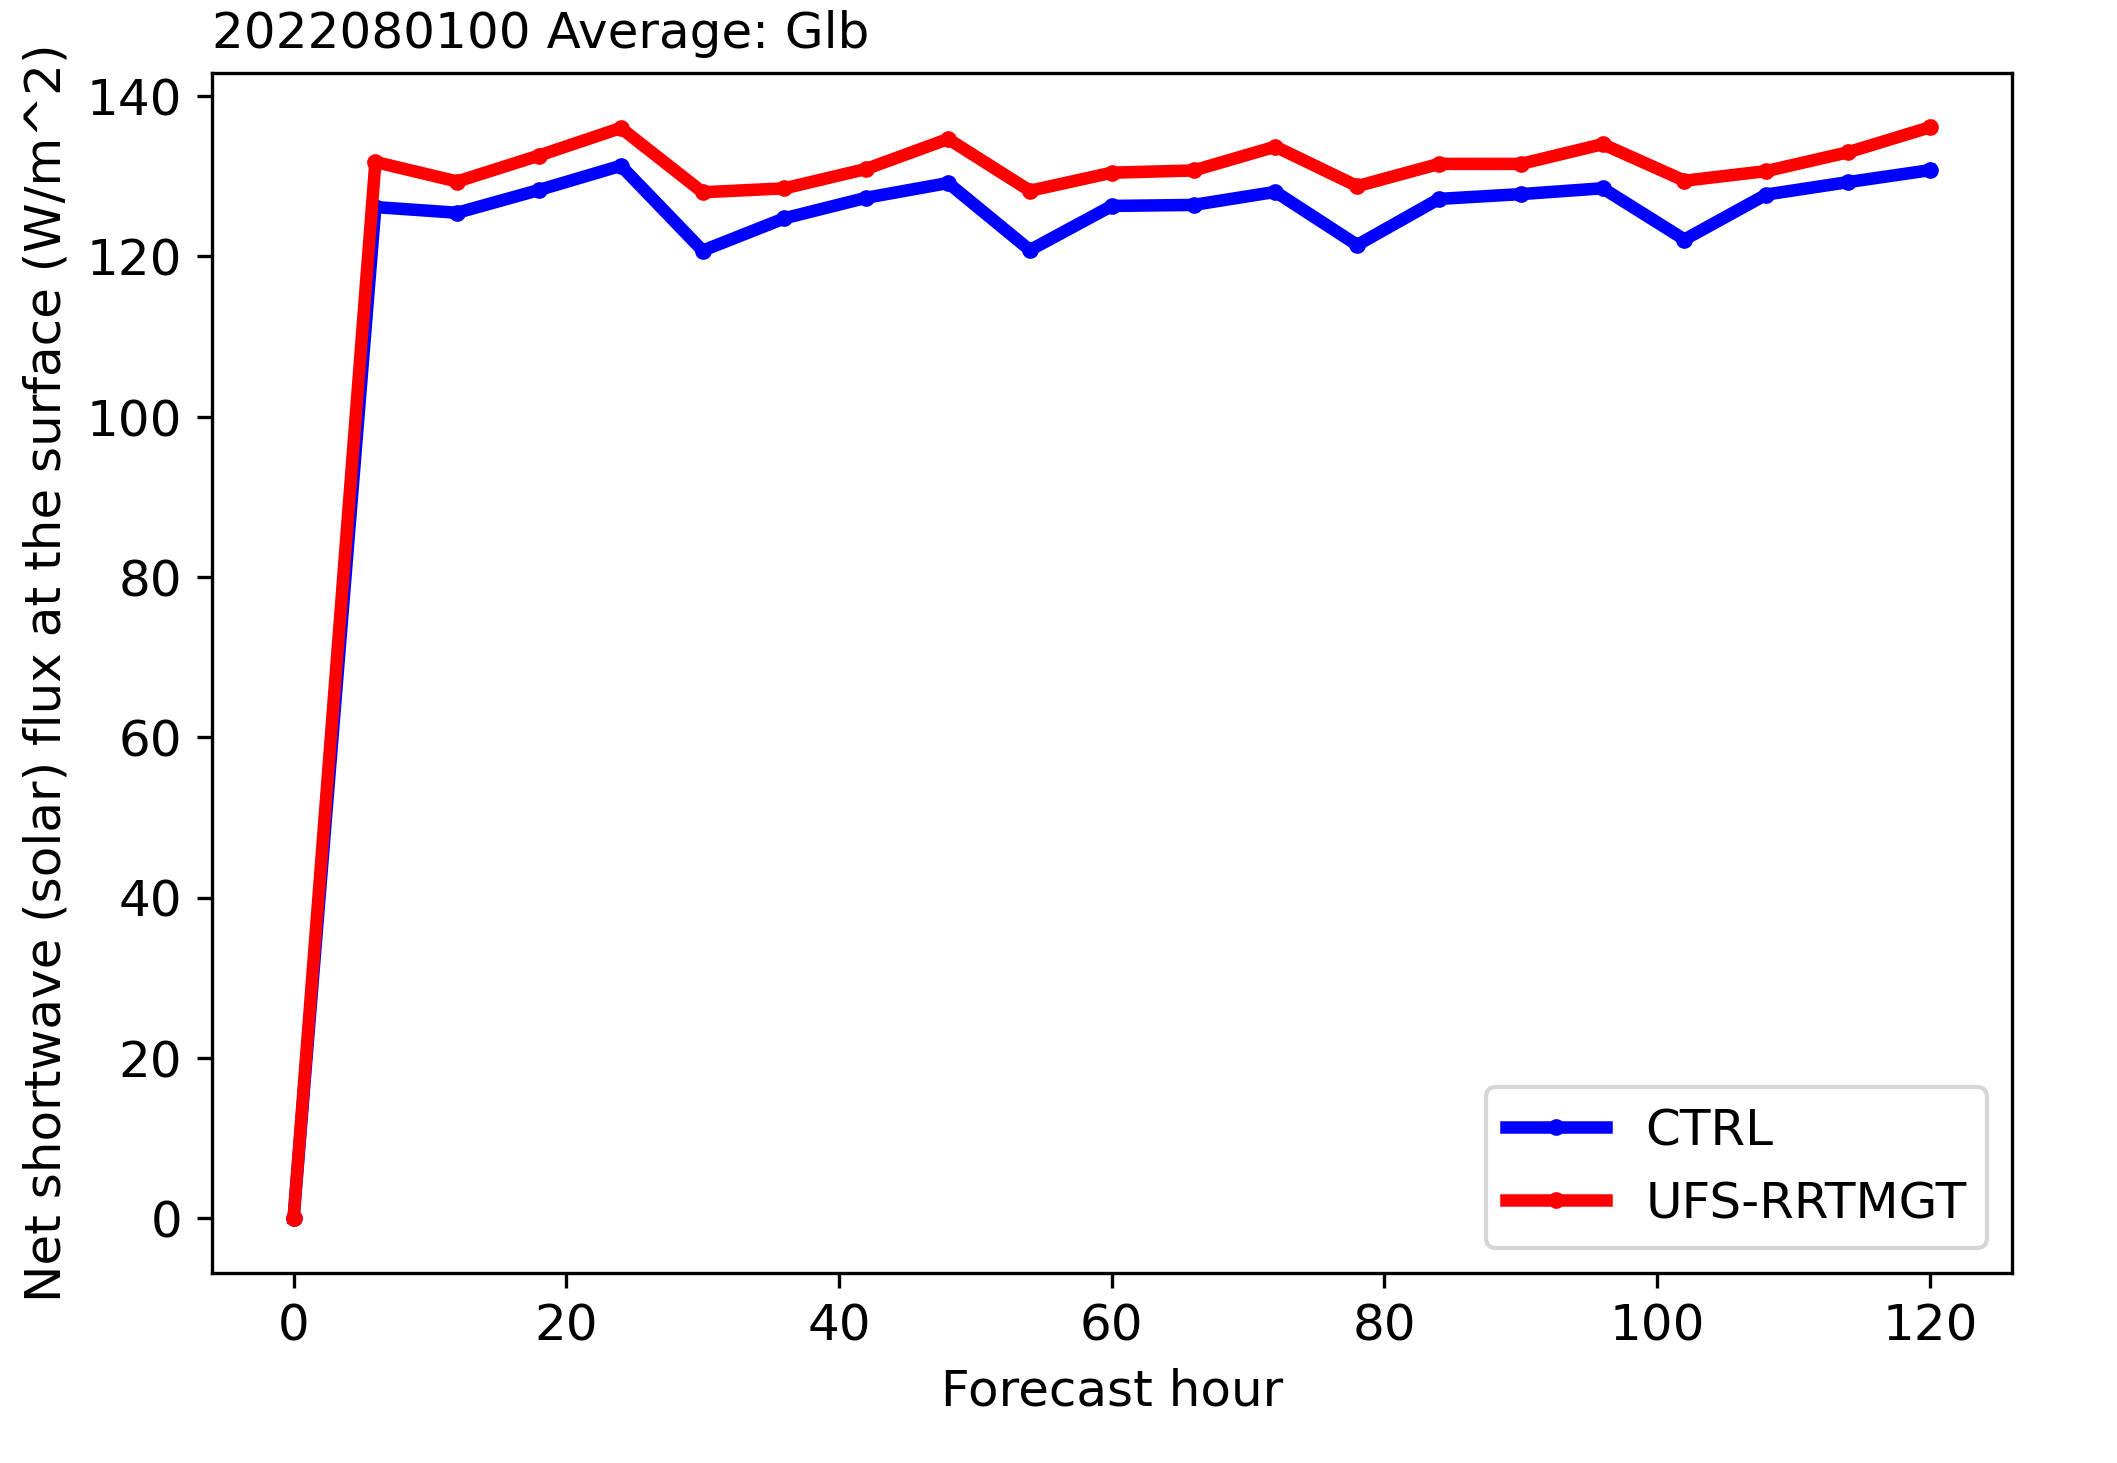 2022080100 Average: Glb
Net shortwave (solar) flux at the surface (W/m^2)
140
120
100
80
60
40
20
0
0 20 40 60 80 100 120
Forecast hour
CTRL
UFS-RRTMGT